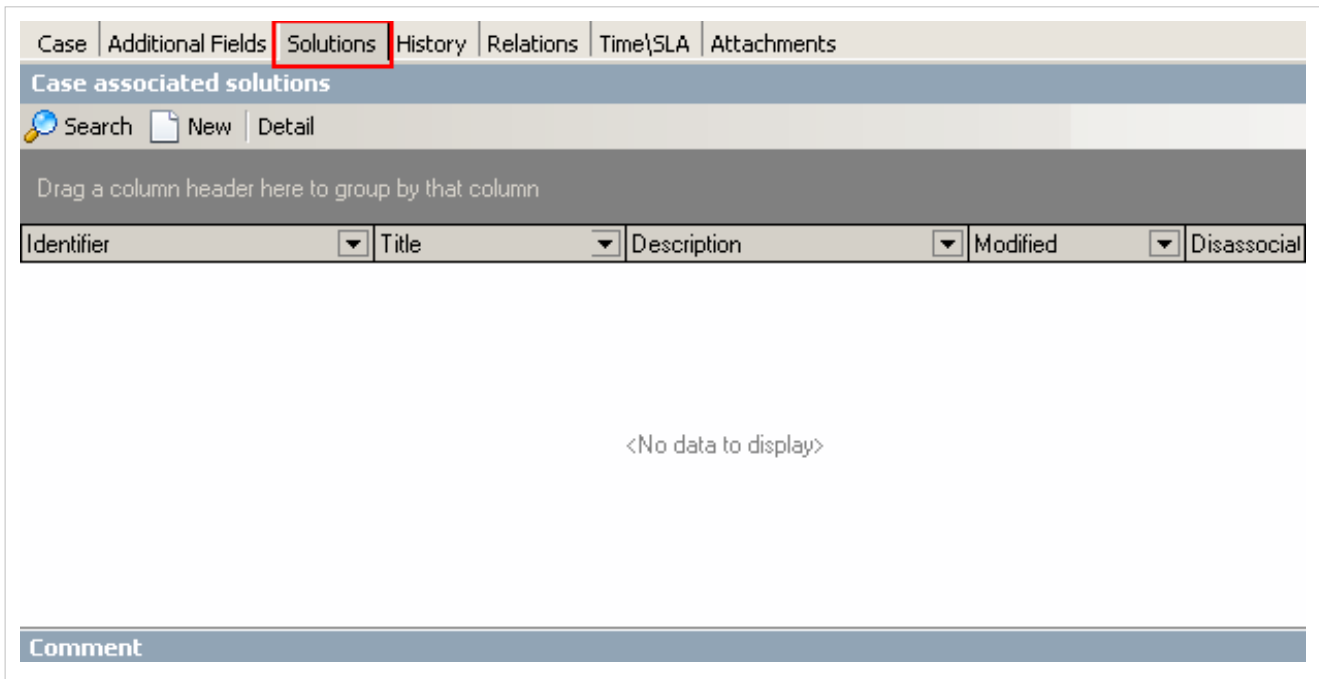 Case Additional Fields Solutions History Relations Time\SLA Attachments
Case associated solutions
Search New Detail
Drag a column header here to group by that column
Identifier Title Description Modified Disassocial
<No data to display>
Comment